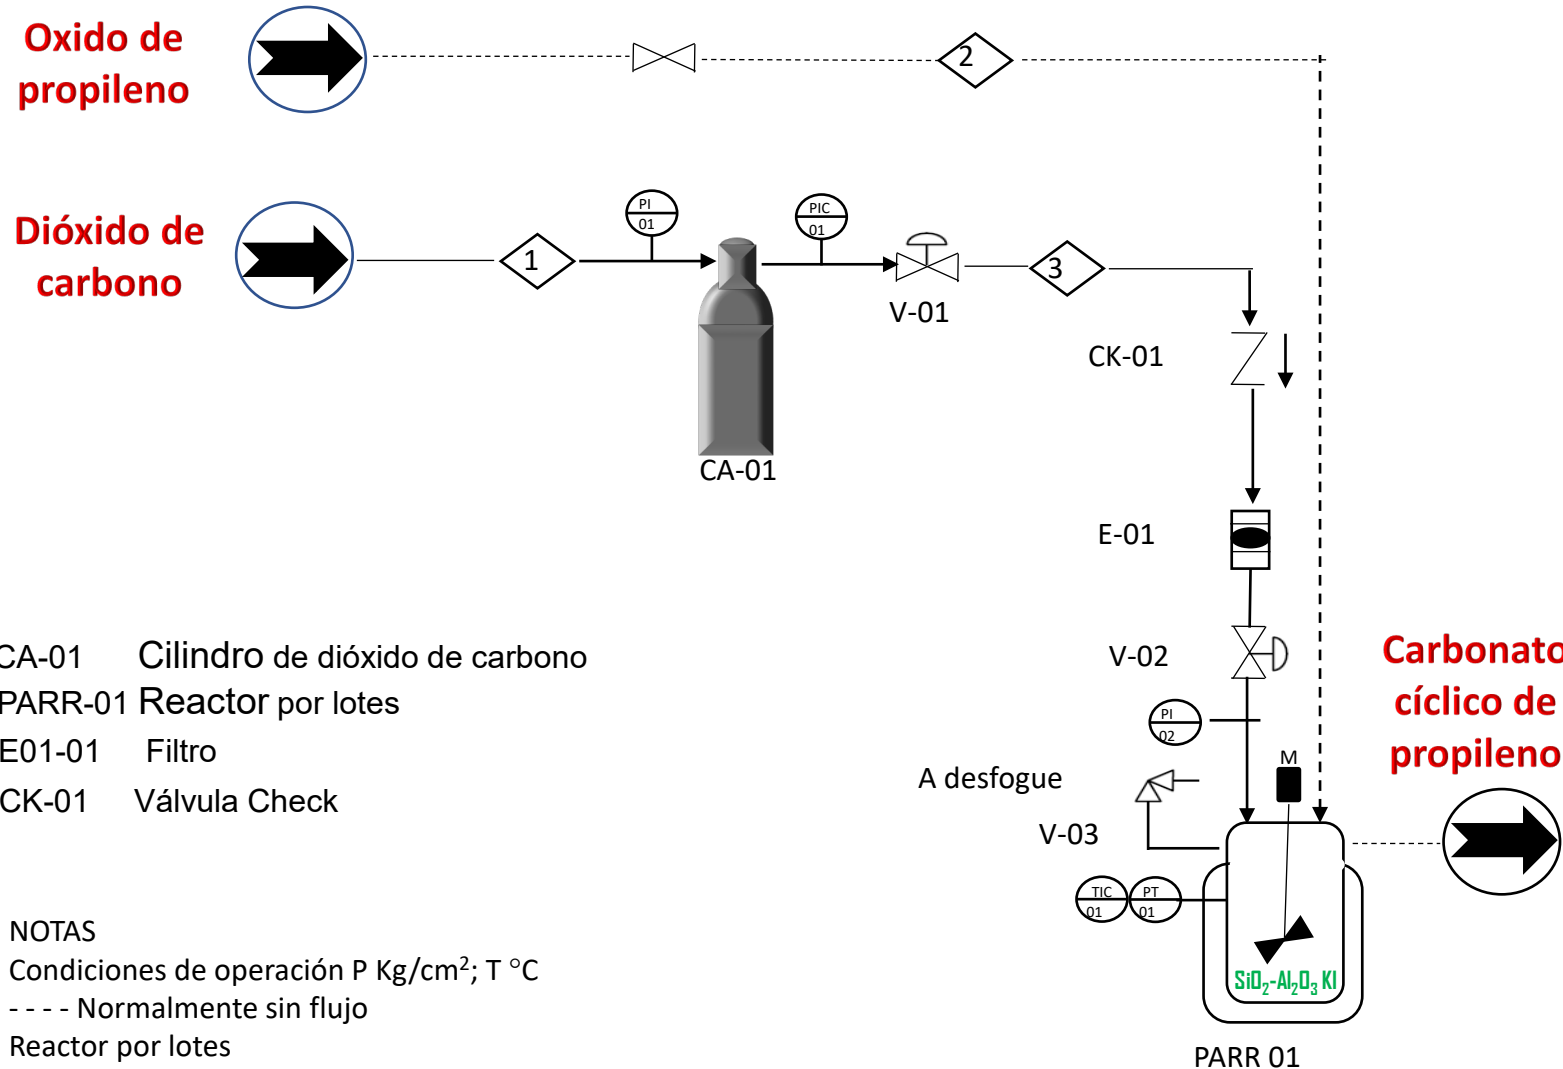 Oxido de
propileno
2
Dióxido de
carbono
1
PI
01
PIC
01
V-01
3
CK-01
CA-01
E-01
V-02
PI
02
Carbonato
cíclico de
propileno
M
A desfogue
V-03
TIC
01
PT
01
SiO₂-Al₂O₃ KI
PARR 01
CA-01 Cilindro de dióxido de carbono
PARR-01 Reactor por lotes
E01-01 Filtro
CK-01 Válvula Check
NOTAS
Condiciones de operación P Kg/cm²; T °C
- - - - Normalmente sin flujo
Reactor por lotes